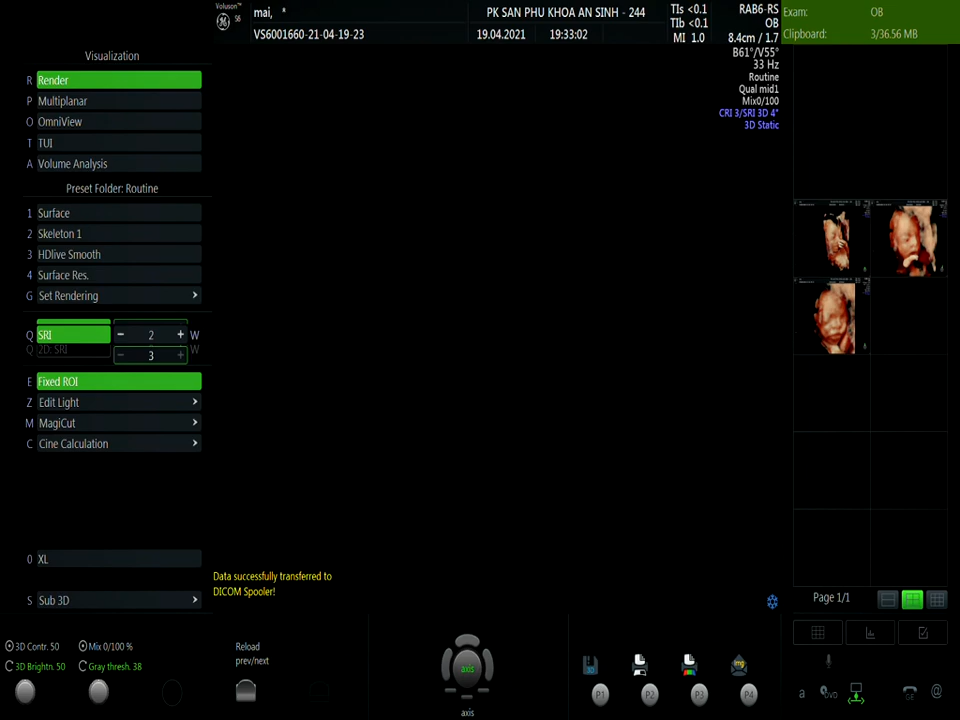 Voluson™
S6
mai, *
PK SAN PHU KHOA AN SINH - 244
TIs <0.1
RAB6-RS
TIb <0.1
OB
VS6001660-21-04-19-23
19.04.2021
19:33:02
MI 1.0
8.4cm / 1.7
B61°/V55°
33 Hz
Routine
Qual mid1
Mix0/100
CRI 3/SRI 3D 4*
3D Static
Exam: OB
Clipboard: 3/36.56 MB
Visualization
R Render
P Multiplanar
O OmniView
T TUI
A Volume Analysis
Preset Folder: Routine
1 Surface
2 Skeleton 1
3 HDlive Smooth
4 Surface Res.
G Set Rendering >
Q SRI − 2 + W
Q 2D: SRI − 3 + W
E Fixed ROI
Z Edit Light >
M MagiCut >
C Cine Calculation >
0 XL
S Sub 3D >
Data successfully transferred to
DICOM Spooler!
Page 1/1
3D Contr. 50
Mix 0/100 %
3D Brightn. 50
Gray thresh. 38
Reload
prev/next
axis
axis
P1
P2
P3
img
P4
a
DVD
GE
@